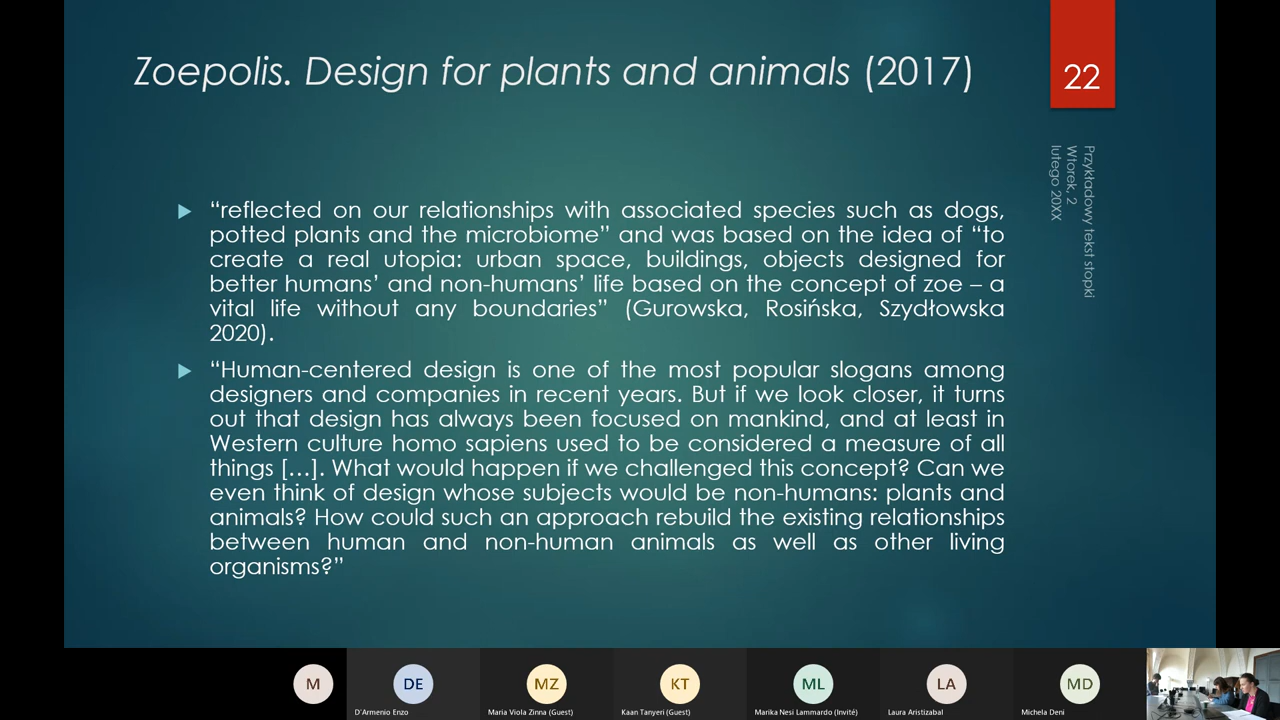 Zoepolis. Design for plants and animals (2017)
22
Przykładowy tekst stopki
Wtorek, 2
lutego 20XX
“reflected on our relationships with associated species such as dogs,
potted plants and the microbiome” and was based on the idea of “to
create a real utopia: urban space, buildings, objects designed for
better humans’ and non-humans’ life based on the concept of zoe – a
vital life without any boundaries” (Gurowska, Rosińska, Szydłowska
2020).
“Human-centered design is one of the most popular slogans among
designers and companies in recent years. But if we look closer, it turns
out that design has always been focused on mankind, and at least in
Western culture homo sapiens used to be considered a measure of all
things […]. What would happen if we challenged this concept? Can we
even think of design whose subjects would be non-humans: plants and
animals? How could such an approach rebuild the existing relationships
between human and non-human animals as well as other living
organisms?”
M
DE
MZ
KT
ML
LA
MD
D'Armenio Enzo
Maria Viola Zinna (Guest)
Kaan Tanyeri (Guest)
Marika Nesi Lammardo (Invité)
Laura Aristizabal
Michela Deni